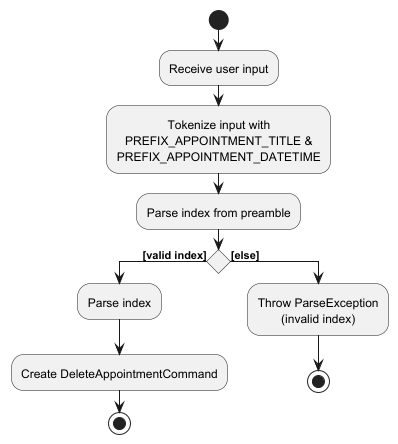 Receive user input
Tokenize input with
PREFIX_APPOINTMENT_TITLE &
PREFIX_APPOINTMENT_DATETIME
Parse index from preamble
[valid index]
[else]
Parse index
Throw ParseException
(invalid index)
Create DeleteAppointmentCommand